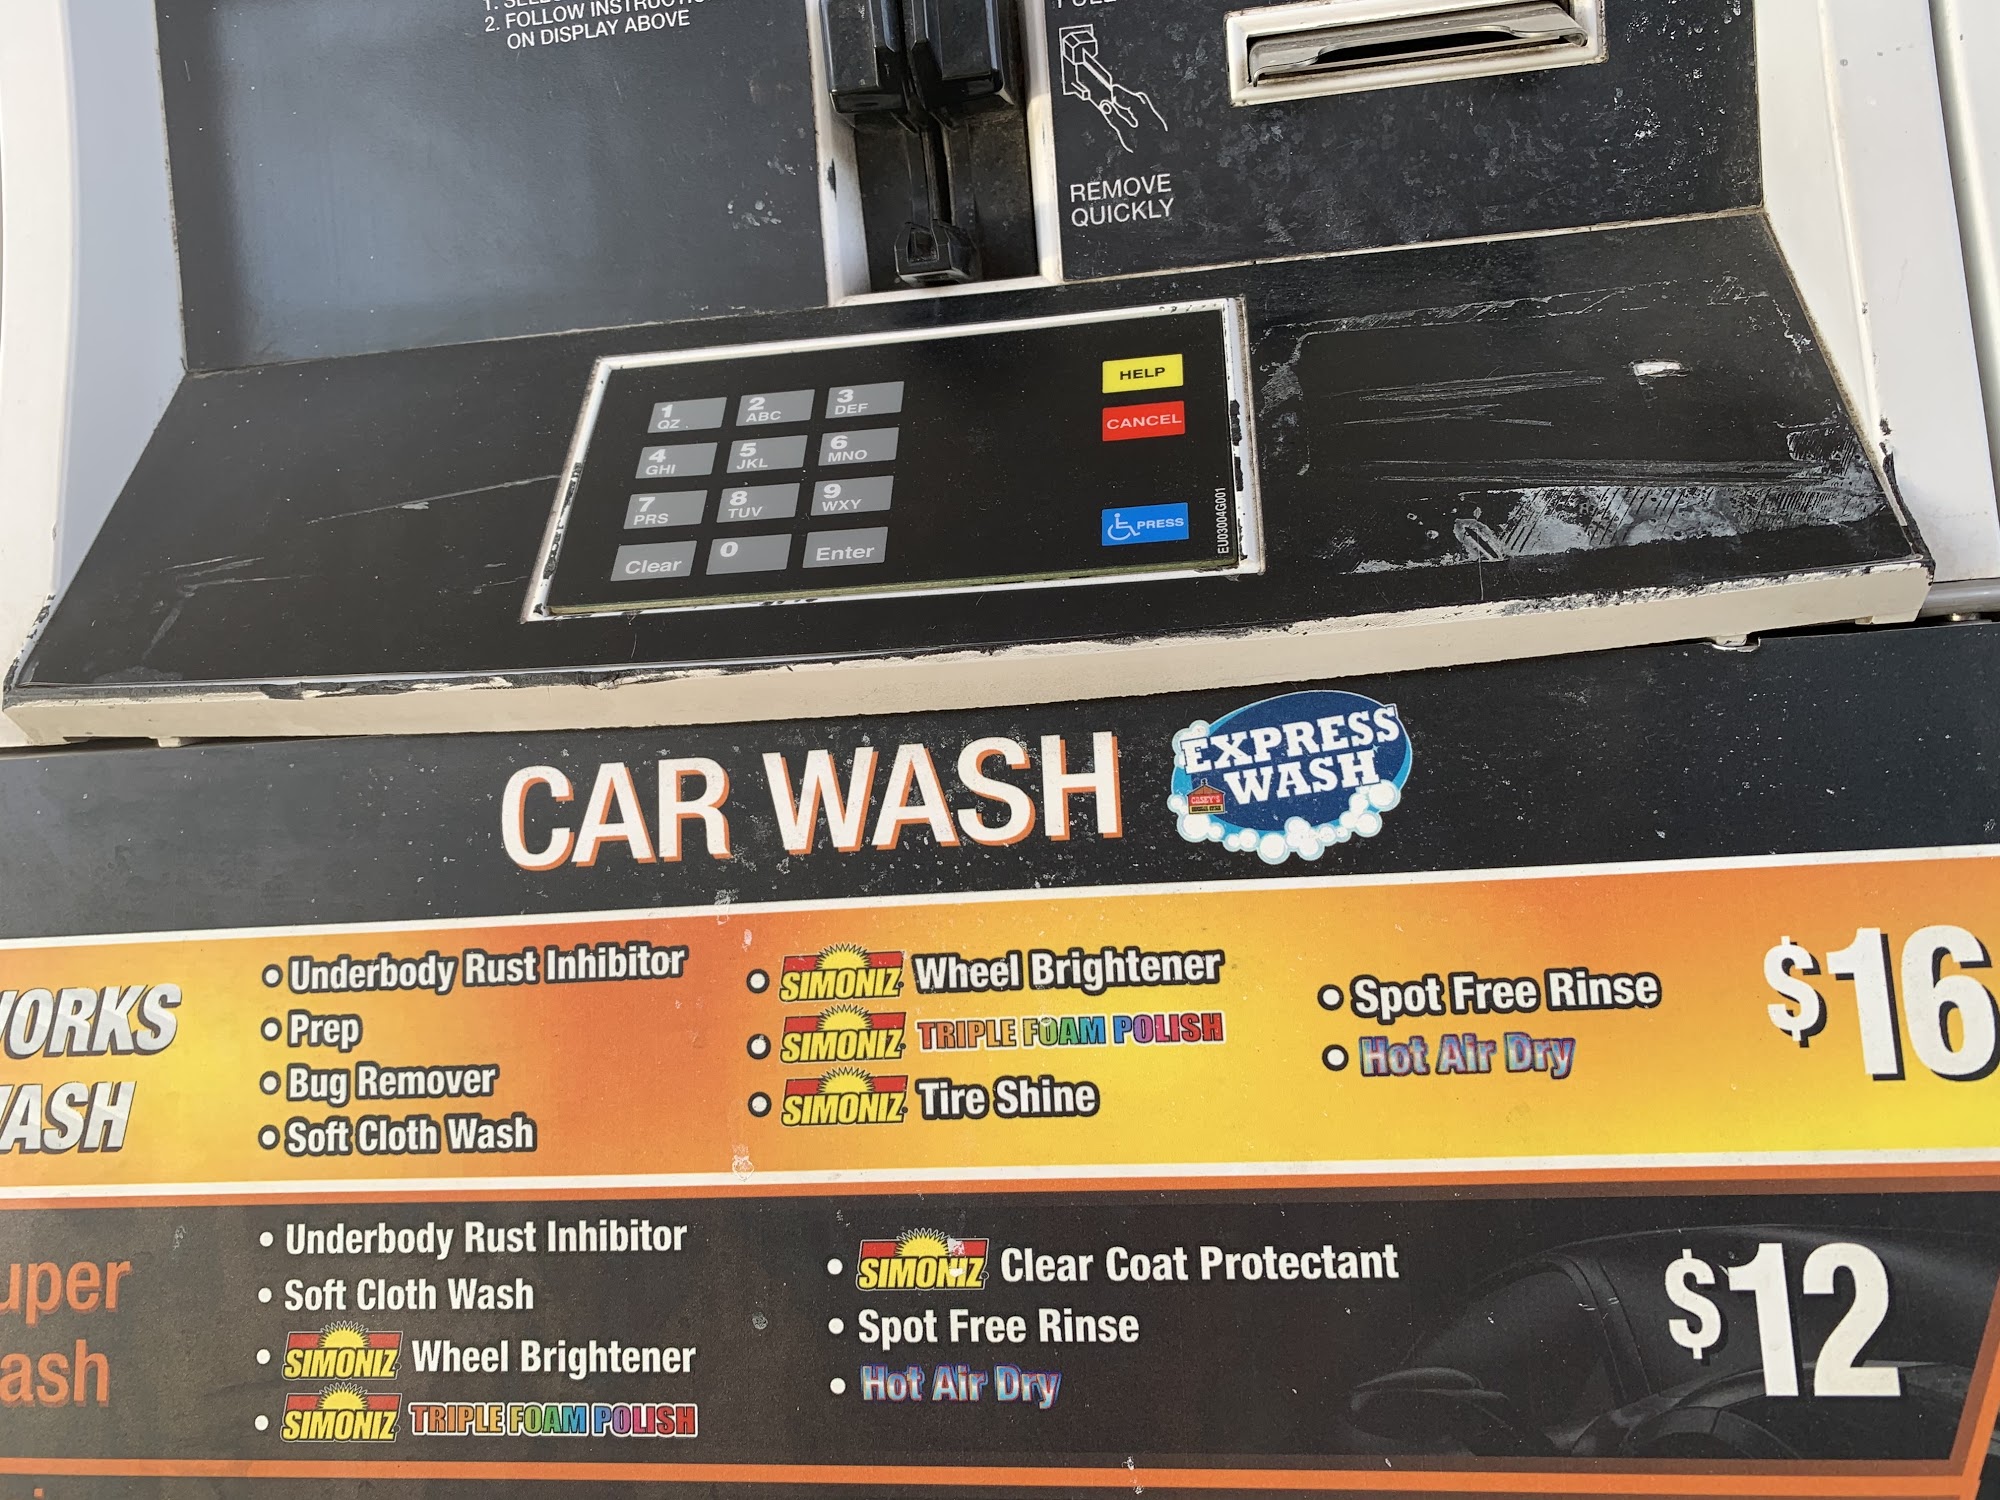 2. FOLLOW
ON DISPLAY ABOVE
REMOVE
QUICKLY
1
QZ
2
ABC
3
DEF
HELP
4
GHI
5
JKL
6
MNO
CANCEL
7
PRS
8
TUV
9
WXY
PRESS
Clear
0
Enter
EU03004G001
CAR WASH
EXPRESS
WASH
CASEY'S
ORKS
ASH
• Underbody Rust Inhibitor
• Prep
• Bug Remover
• Soft Cloth Wash
• SIMONIZ Wheel Brightener
• SIMONIZ TRIPLE FOAM POLISH
• SIMONIZ Tire Shine
• Spot Free Rinse
• Hot Air Dry
$16
uper
ash
• Underbody Rust Inhibitor
• Soft Cloth Wash
• SIMONIZ Wheel Brightener
• SIMONIZ TRIPLE FOAM POLISH
• SIMONIZ Clear Coat Protectant
• Spot Free Rinse
• Hot Air Dry
$12